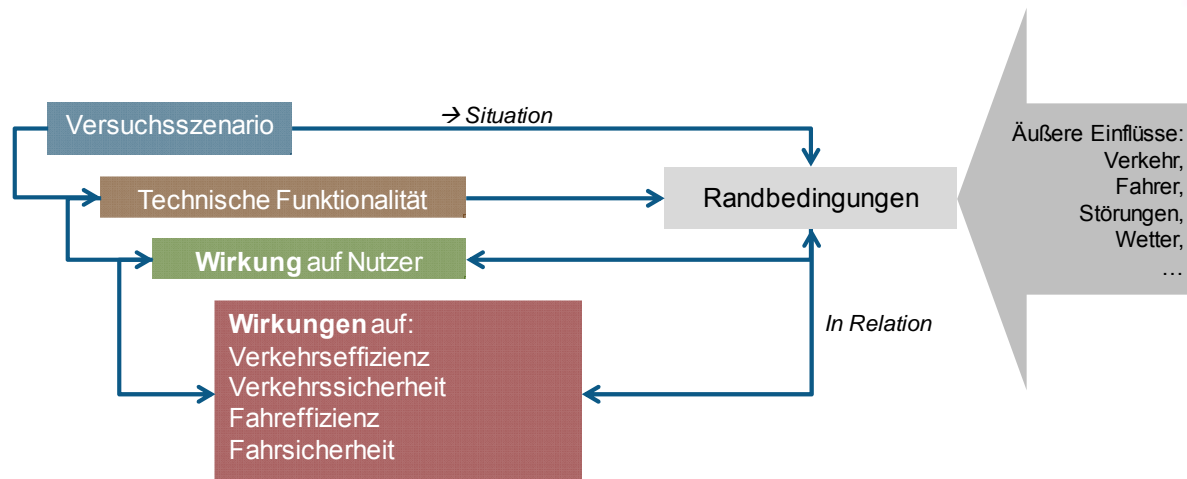 Versuchsszenario
→ Situation
Technische Funktionalität
Wirkung auf Nutzer
Wirkungen auf:
Verkehrseffizienz
Verkehrssicherheit
Fahreffizienz
Fahrsicherheit
Randbedingungen
In Relation
Äußere Einflüsse:
Verkehr,
Fahrer,
Störungen,
Wetter,
…